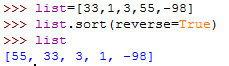 >>> list=[33,1,3,55,-98]
>>> list.sort(reverse=True)
>>> list
[55, 33, 3, 1, -98]